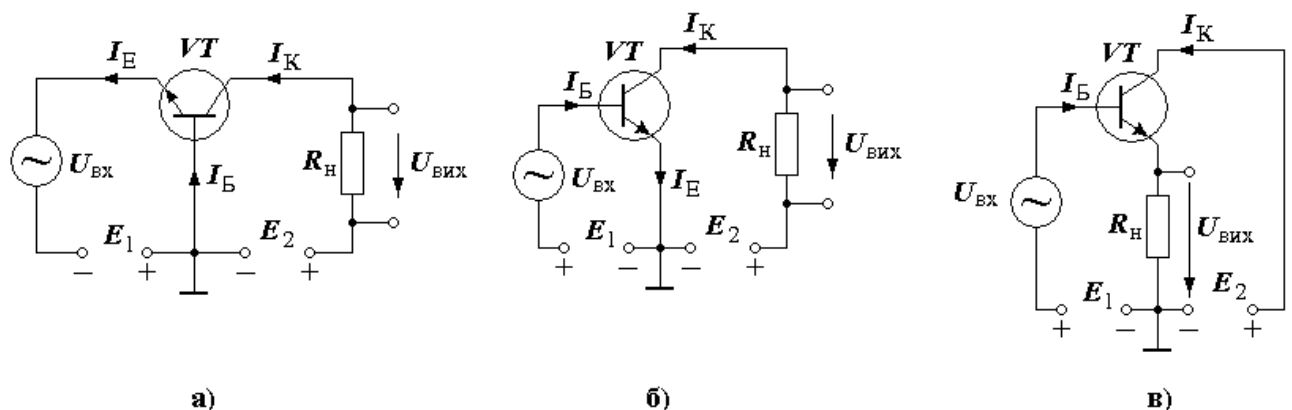 I_Е VT I_К
U_вх I_Б R_н U_вих
E_1 E_2
− + − +
а)
I_К
VT
I_Б
U_вх I_Е R_н U_вих
E_1 E_2
+ − − +
б)
I_К
VT
I_Б
U_вх R_н U_вих
E_1 E_2
+ − − +
в)